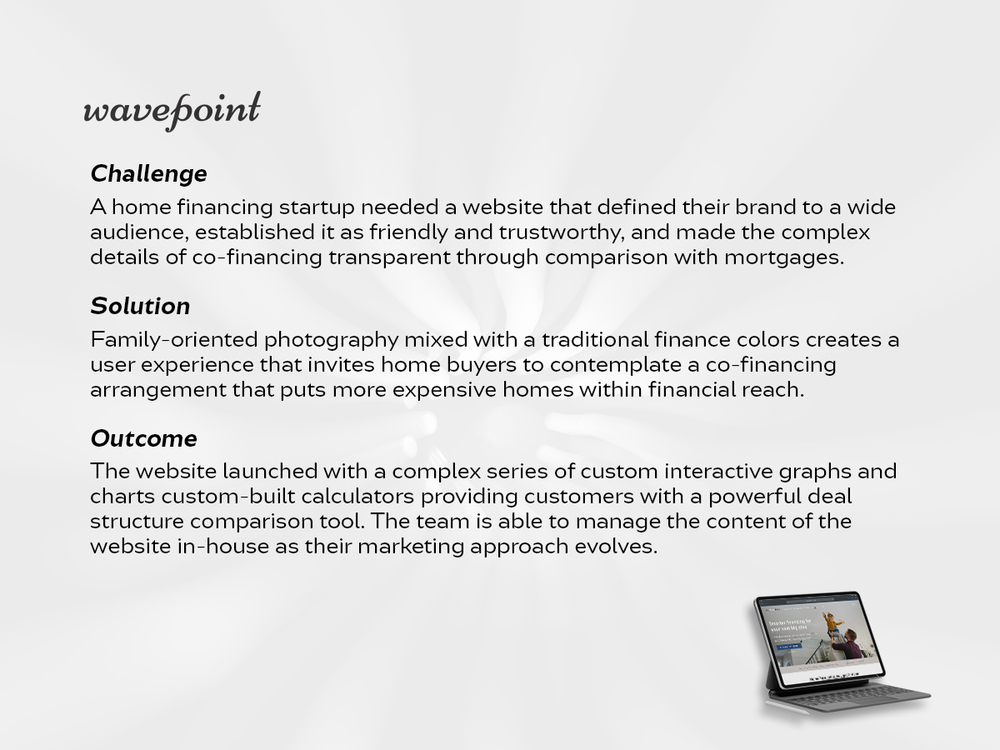 wavepoint
Challenge
A home financing startup needed a website that defined their brand to a wide
audience, established it as friendly and trustworthy, and made the complex
details of co-financing transparent through comparison with mortgages.
Solution
Family-oriented photography mixed with a traditional finance colors creates a
user experience that invites home buyers to contemplate a co-financing
arrangement that puts more expensive homes within financial reach.
Outcome
The website launched with a complex series of custom interactive graphs and
charts custom-built calculators providing customers with a powerful deal
structure comparison tool. The team is able to manage the content of the
website in-house as their marketing approach evolves.
Smarter financing for
your next big step